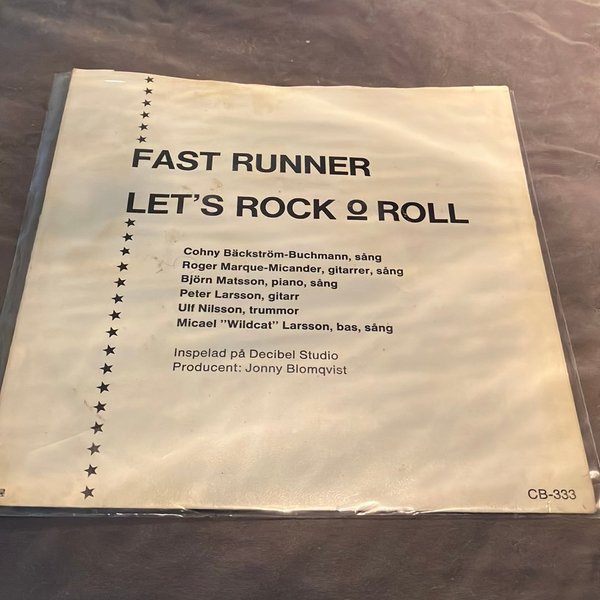 FAST RUNNER
LET'S ROCK O ROLL
Cohny Bäckström-Buchmann, sång
Roger Marque-Micander, gitarrer, sång
Björn Matsson, piano, sång
Peter Larsson, gitarr
Ulf Nilsson, trummor
Micael "Wildcat" Larsson, bas, sång
Inspelad på Decibel Studio
Producent: Jonny Blomqvist
CB-333